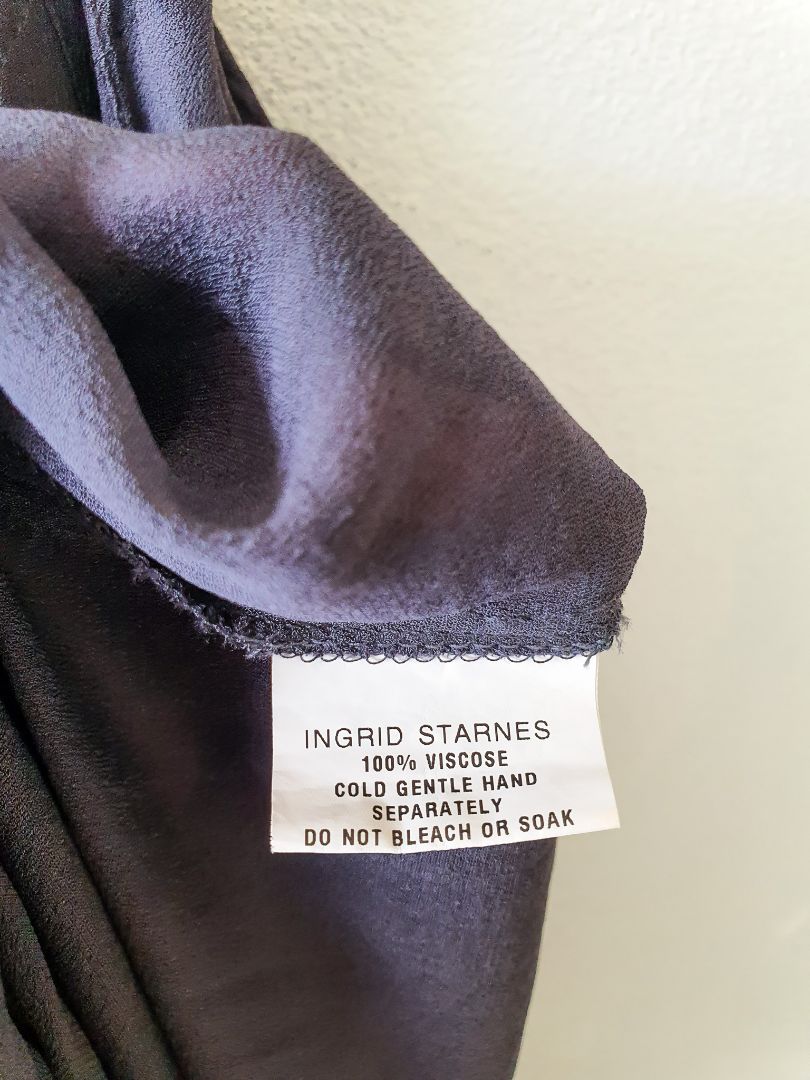 INGRID STARNES
100% VISCOSE
COLD GENTLE HAND
SEPARATELY
DO NOT BLEACH OR SOAK